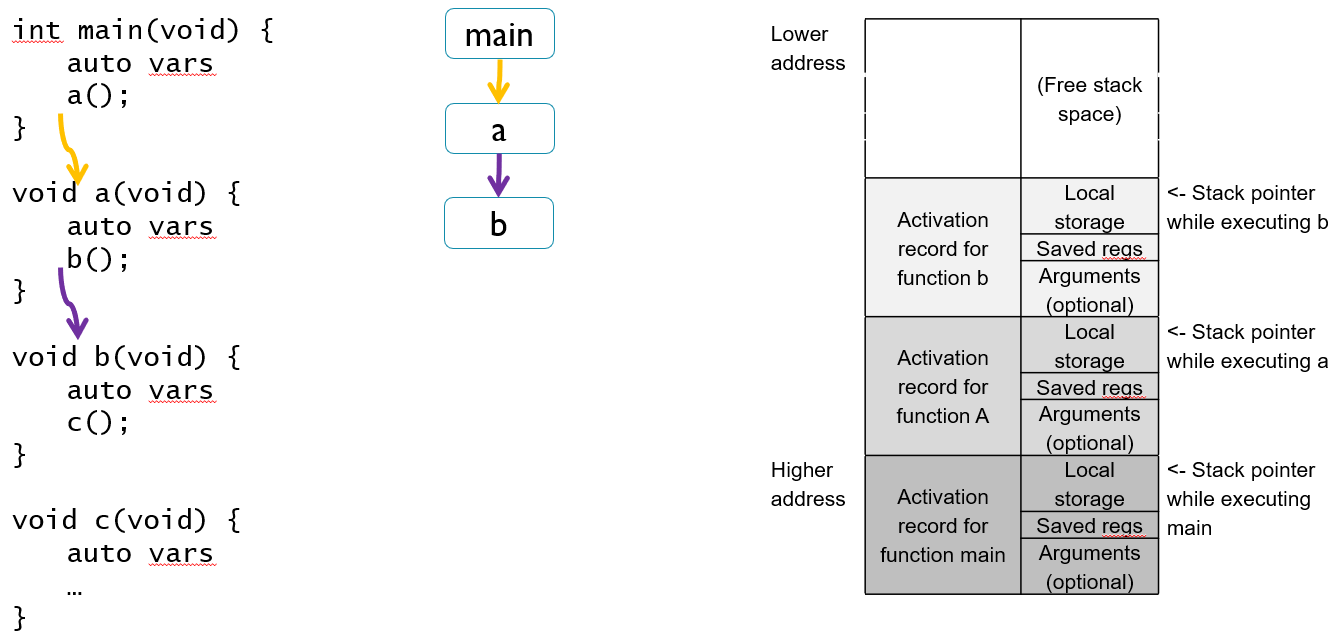 int main(void) {
auto vars
a();
}
void a(void) {
auto vars
b();
}
void b(void) {
auto vars
c();
}
void c(void) {
auto vars
…
}
main
a
b
Lower
address
Higher
address
(Free stack
space)
Activation
record for
function b
Local
storage
Saved regs
Arguments
(optional)
<- Stack pointer
while executing b
Activation
record for
function A
Local
storage
Saved regs
Arguments
(optional)
<- Stack pointer
while executing a
Activation
record for
function main
Local
storage
Saved regs
Arguments
(optional)
<- Stack pointer
while executing
main